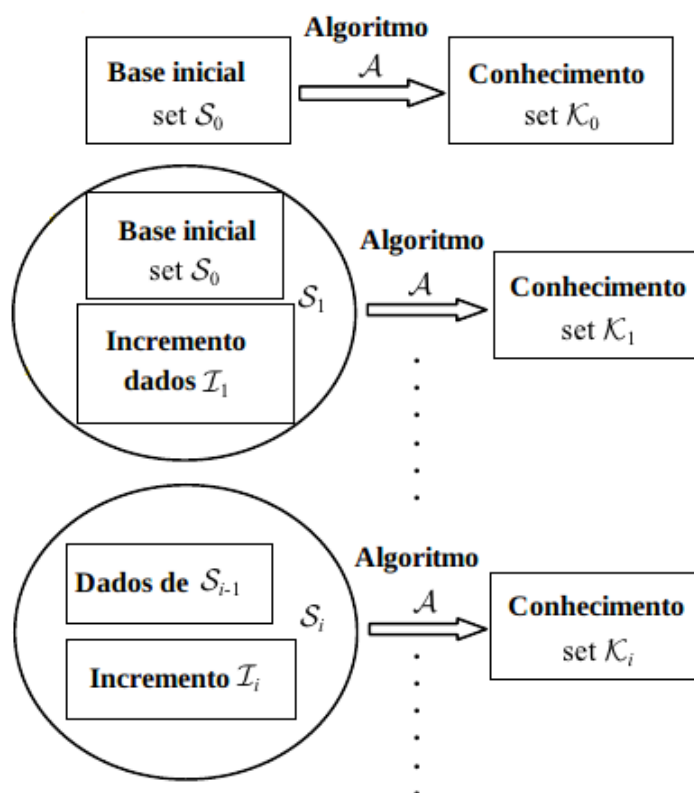 Algoritmo
Base inicial
set 𝒮₀
𝒜
Conhecimento
set 𝒦₀
Base inicial
set 𝒮₀
𝒮₁
Incremento
dados ℐ₁
Algoritmo
𝒜
Conhecimento
set 𝒦₁
Dados de 𝒮ᵢ₋₁
𝒮ᵢ
Incremento ℐᵢ
Algoritmo
𝒜
Conhecimento
set 𝒦ᵢ